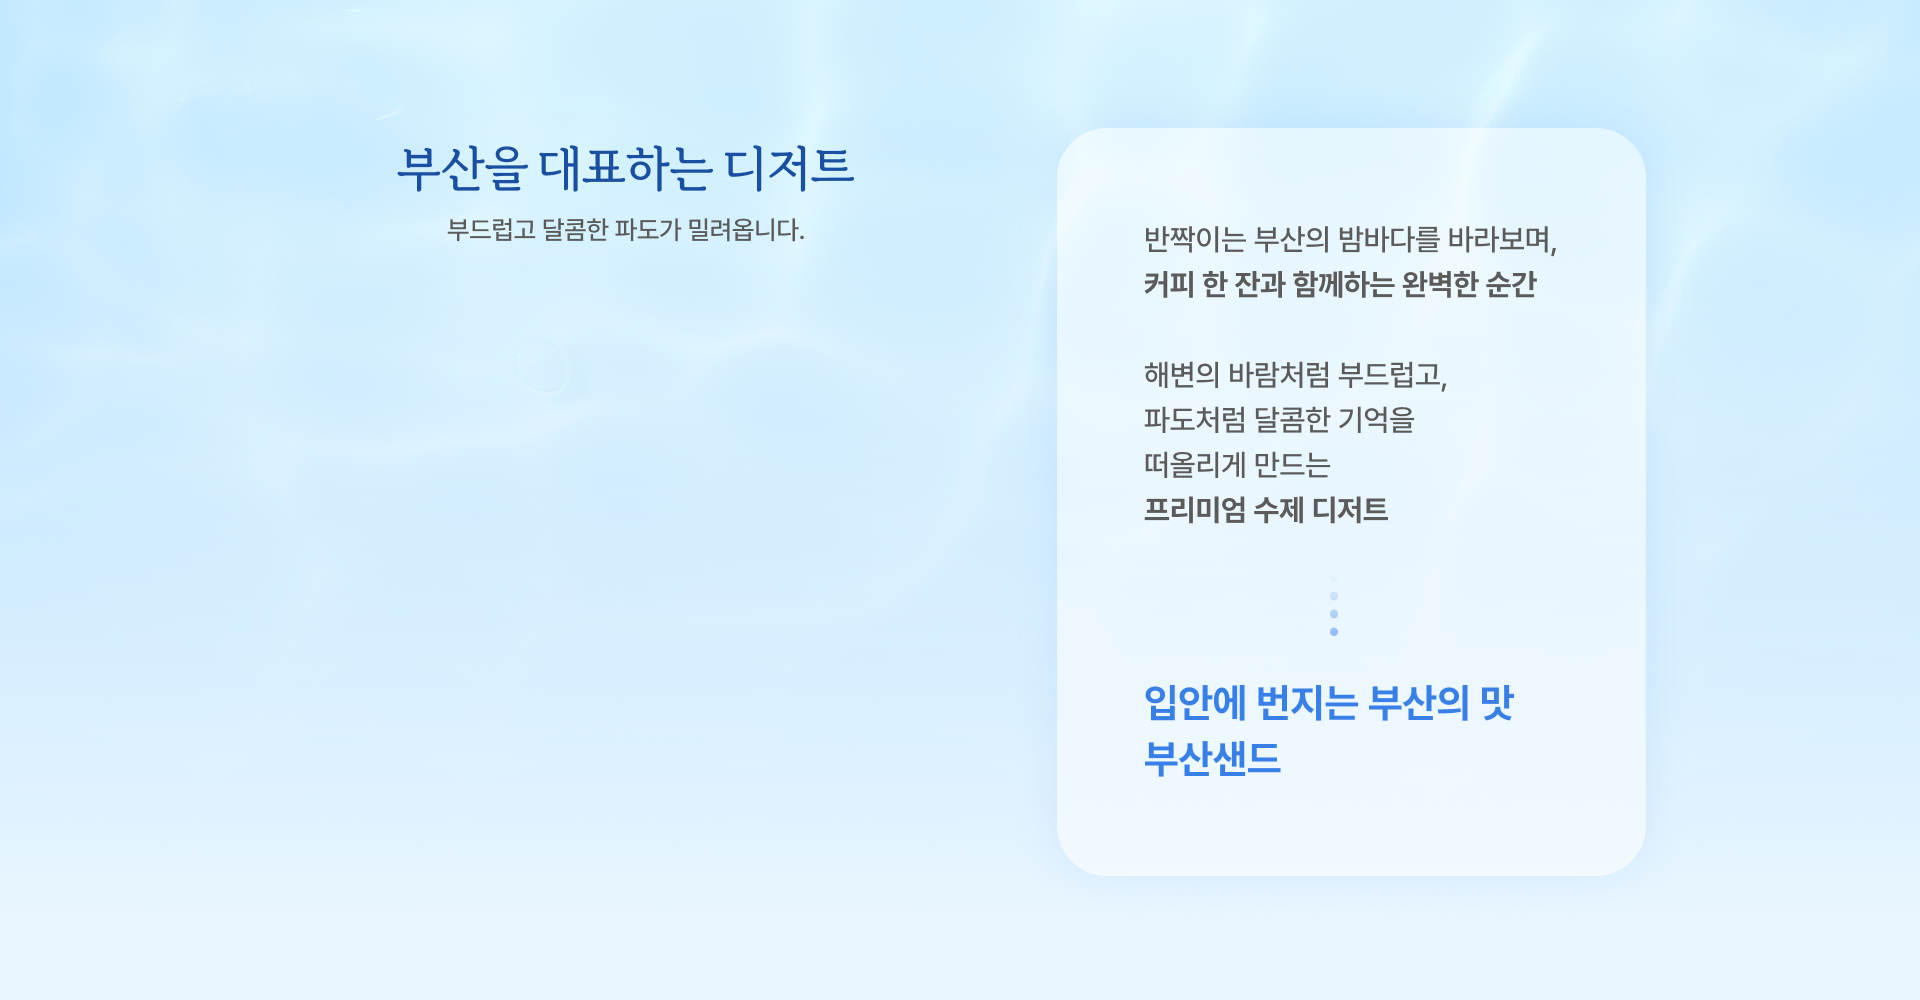 부산을 대표하는 디저트
부드럽고 달콤한 파도가 밀려옵니다.
반짝이는 부산의 밤바다를 바라보며,
커피 한 잔과 함께하는 완벽한 순간
해변의 바람처럼 부드럽고,
파도처럼 달콤한 기억을
떠올리게 만드는
프리미엄 수제 디저트
입안에 번지는 부산의 맛
부산샌드